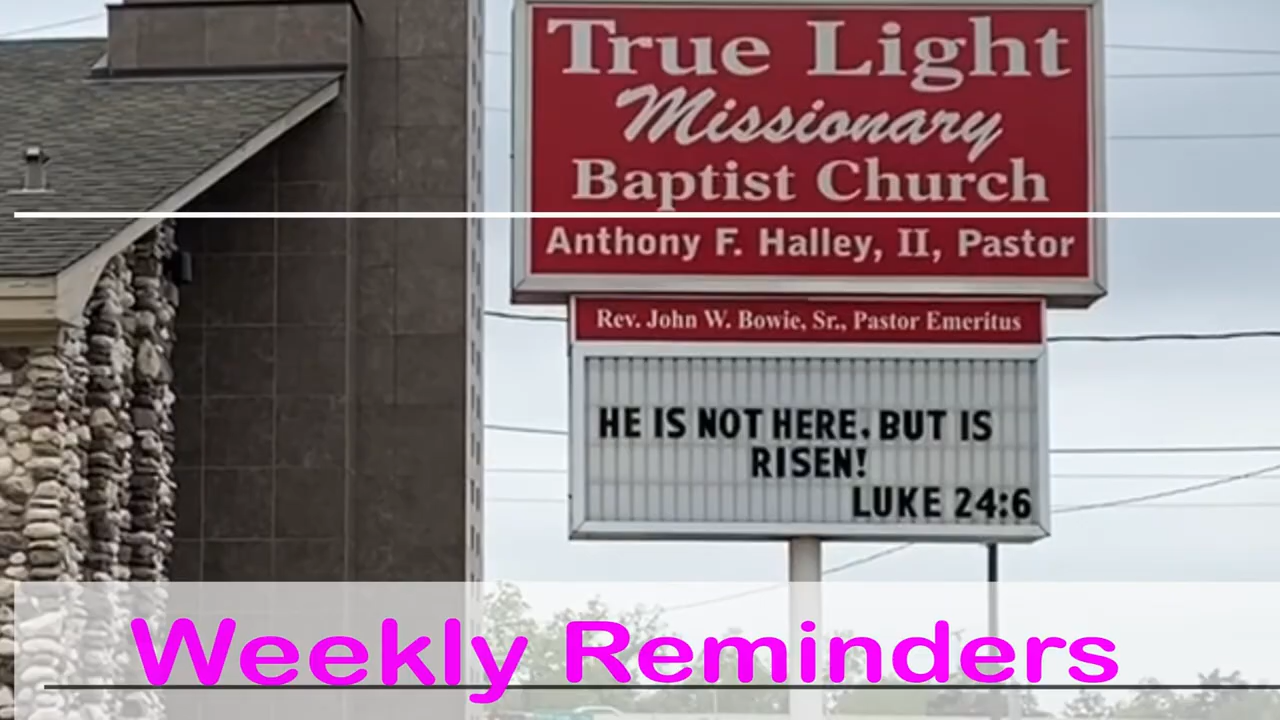 True Light
Missionary
Baptist Church
Anthony F. Halley, II, Pastor
Rev. John W. Bowie, Sr., Pastor Emeritus
HE IS NOT HERE. BUT IS
RISEN!
LUKE 24:6
Weekly Reminders